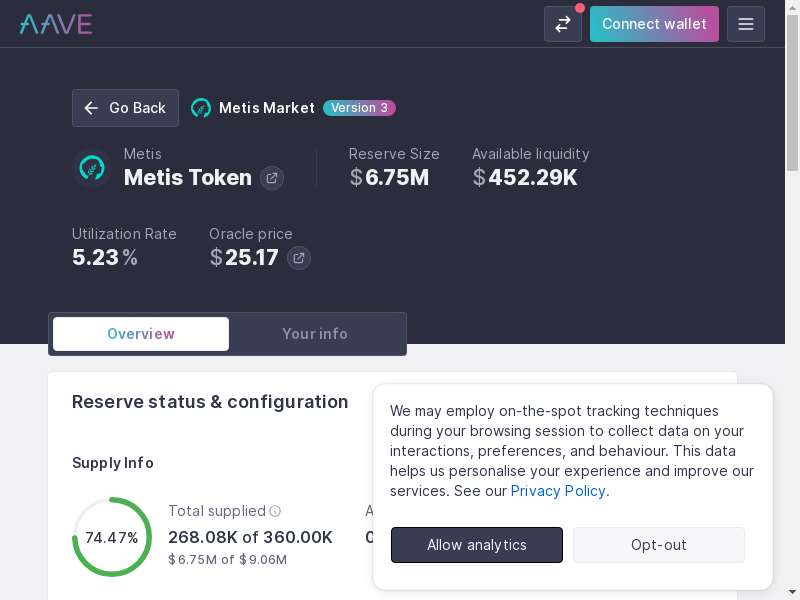 AAVE
Connect wallet
Go Back
Metis Market
Version 3
Metis
Metis Token
Reserve Size
$6.75M
Available liquidity
$452.29K
Utilization Rate
5.23%
Oracle price
$25.17
Overview
Your info
Reserve status & configuration
Supply Info
74.47%
Total supplied
268.08K of 360.00K
$6.75M of $9.06M
We may employ on-the-spot tracking techniques
during your browsing session to collect data on your
interactions, preferences, and behaviour. This data
helps us personalise your experience and improve our
services. See our Privacy Policy.
Allow analytics
Opt-out